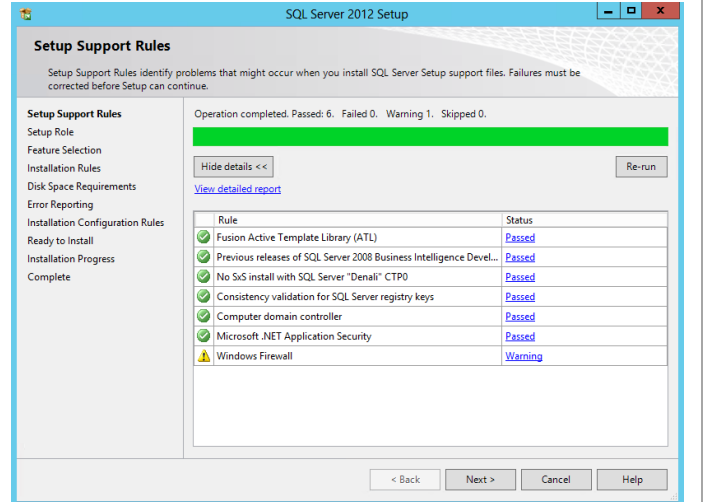 SQL Server 2012 Setup
Setup Support Rules
Setup Support Rules identify problems that might occur when you install SQL Server Setup support files. Failures must be
corrected before Setup can continue.
Setup Support Rules
Setup Role
Feature Selection
Installation Rules
Disk Space Requirements
Error Reporting
Installation Configuration Rules
Ready to Install
Installation Progress
Complete
Operation completed. Passed: 6. Failed 0. Warning 1. Skipped 0.
Hide details <<
Re-run
View detailed report
Rule Status
Fusion Active Template Library (ATL) Passed
Previous releases of SQL Server 2008 Business Intelligence Devel... Passed
No SxS install with SQL Server "Denali" CTP0 Passed
Consistency validation for SQL Server registry keys Passed
Computer domain controller Passed
Microsoft .NET Application Security Passed
Windows Firewall Warning
< Back Next > Cancel Help